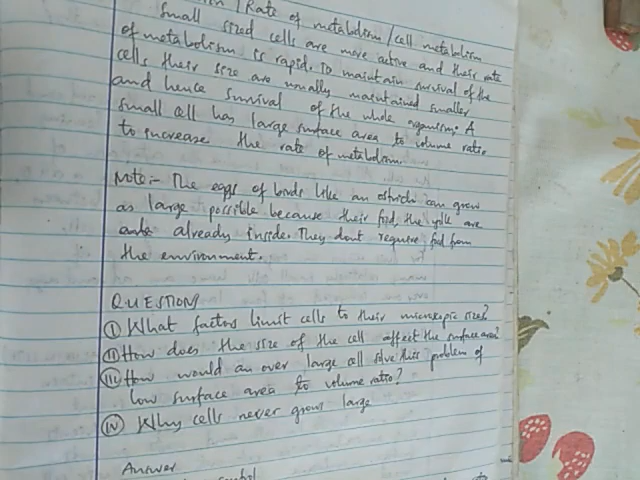 / Rate of metabolism / cell metabolism
Small sized cells are more active and their rate
of metabolism is rapid. To maintain survival of the
cells their size are usually maintained smaller
and hence survival of the whole organism. A
small cell has large surface area to volume ratio
to increase the rate of metabolism.
Note:- The eggs of birds like an ostrich can grow
as large possible because their food, the yolk are
already inside. They dont require food from
the environment.
QUESTIONS
(i) What factors limit cells to their microscopic sizes?
(ii) How does the size of the cell affect the surface area?
(iii) How would an over large cell solve this problem of
low surface area to volume ratio?
(iv) Why cells never grow large
Answer